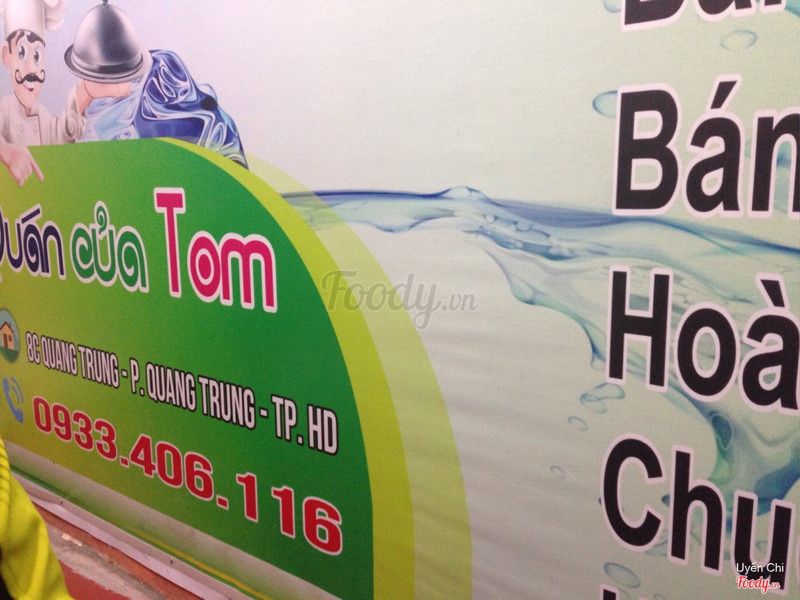 Quán của Tom
8C QUANG TRUNG - P. QUANG TRUNG - TP. HD
0933.406.116
Bán
Hoà
Chu
Foody.vn
Uyển Chi
Foody.vn